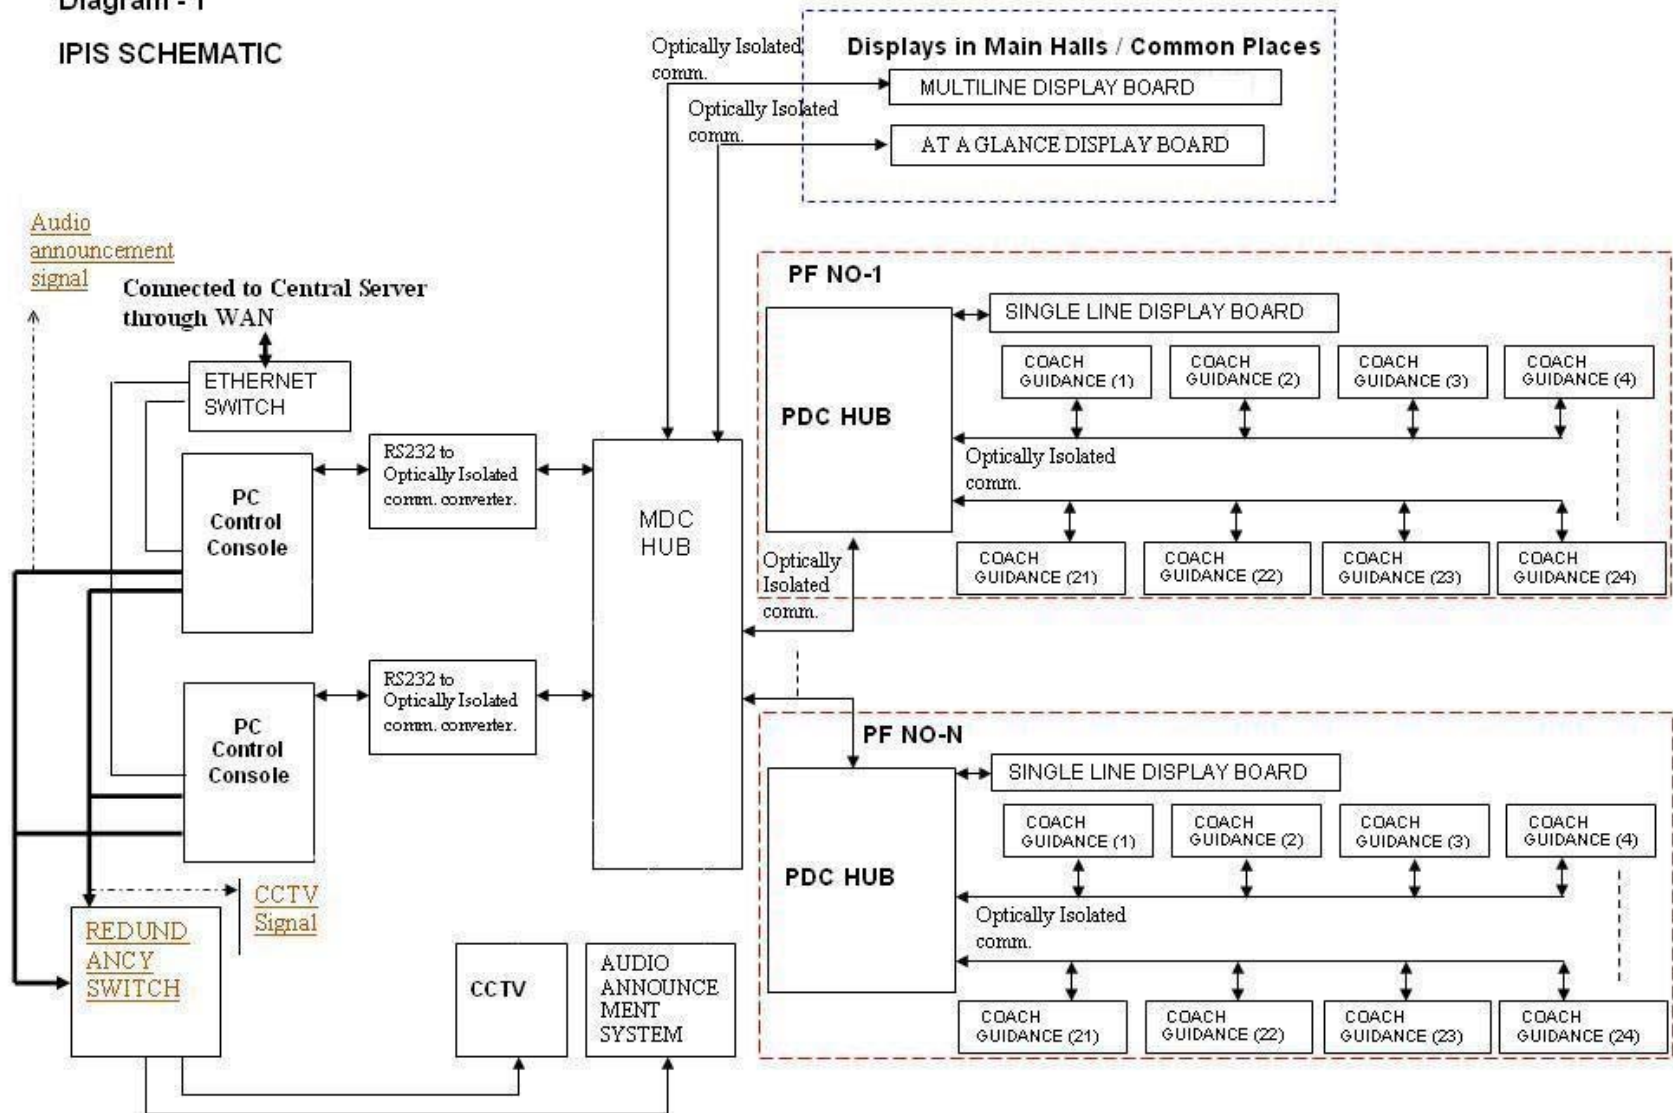 Diagram - 1
IPIS SCHEMATIC
Optically Isolated
comm.
Displays in Main Halls / Common Places
MULTILINE DISPLAY BOARD
Optically Isolated
comm.
AT A GLANCE DISPLAY BOARD
Audio
announcement
signal
Connected to Central Server
through WAN
ETHERNET
SWITCH
PC
Control
Console
RS232 to
Optically Isolated
comm. converter.
MDC
HUB
PF NO-1
SINGLE LINE DISPLAY BOARD
PDC HUB
COACH
GUIDANCE (1)
COACH
GUIDANCE (2)
COACH
GUIDANCE (3)
COACH
GUIDANCE (4)
Optically Isolated
comm.
COACH
GUIDANCE (21)
COACH
GUIDANCE (22)
COACH
GUIDANCE (23)
COACH
GUIDANCE (24)
Optically
Isolated
comm.
PC
Control
Console
RS232 to
Optically Isolated
comm. converter.
PF NO-N
SINGLE LINE DISPLAY BOARD
PDC HUB
COACH
GUIDANCE (1)
COACH
GUIDANCE (2)
COACH
GUIDANCE (3)
COACH
GUIDANCE (4)
Optically Isolated
comm.
COACH
GUIDANCE (21)
COACH
GUIDANCE (22)
COACH
GUIDANCE (23)
COACH
GUIDANCE (24)
CCTV
Signal
REDUND
ANCY
SWITCH
CCTV
AUDIO
ANNOUNCE
MENT
SYSTEM